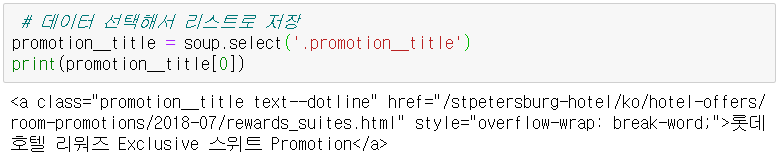 # 데이터 선택해서 리스트로 저장
promotion__title = soup.select('.promotion__title')
print(promotion__title[0])
<a class="promotion__title text--dotline" href="/stpetersburg-hotel/ko/hotel-offers/
room-promotions/2018-07/rewards_suites.html" style="overflow-wrap: break-word;">롯데
호텔 리워즈 Exclusive 스위트 Promotion</a>